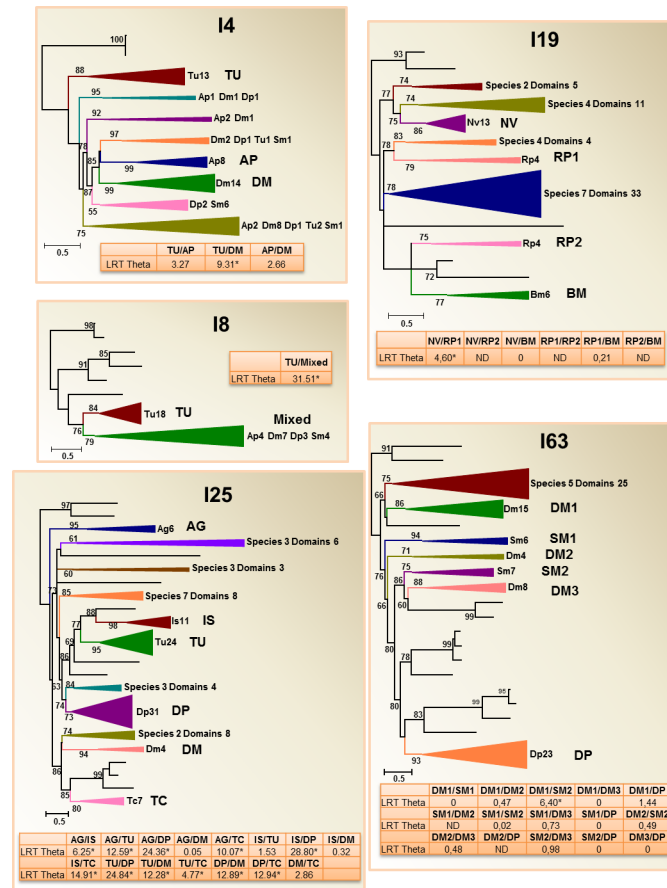 I4
100
88
Tu13 TU
95
Ap1 Dm1 Dp1
92
Ap2 Dm1
97
Dm2 Dp1 Tu1 Sm1
78
85
Ap8 AP
99
Dm14 DM
99
87
Dp2 Sm6
55
Ap2 Dm8 Dp1 Tu2 Sm1
75
0.5
TU/AP TU/DM AP/DM
LRT Theta 3.27 9.31* 2.66
I8
98
85
91
TU/Mixed
LRT Theta 31.51*
84
Tu18 TU
Mixed
76
79
Ap4 Dm7 Dp3 Sm4
0.5
I25
97
95
Ag6 AG
61
Species 3 Domains 6
60
Species 3 Domains 3
73
85
Species 7 Domains 8
88
Is11 IS
98
77
Tu24 TU
69
95
86
63
84
Species 3 Domains 4
74
Dp31 DP
73
74
Species 2 Domains 8
Dm4 DM
94
86
99
85
Tc7 TC
80
0.5
AG/IS AG/TU AG/DP AG/DM AG/TC IS/TU IS/DP IS/DM
LRT Theta 6.25* 12.59* 24.36* 0.05 10.07* 1.53 28.80* 0.32
IS/TC TU/DP TU/DM TU/TC DP/DM DP/TC DM/TC
LRT Theta 14.91* 24.84* 12.28* 4.77* 12.89* 12.94* 2.86
I19
93
74
Species 2 Domains 5
77
74
Species 4 Domains 11
75
Nv13 NV
86
83
Species 4 Domains 4
Rp4 RP1
79
78
Species 7 Domains 33
75
Rp4 RP2
72
Bm6 BM
77
0.5
NV/RP1 NV/RP2 NV/BM RP1/RP2 RP1/BM RP2/BM
LRT Theta 4,60* ND 0 ND 0,21 ND
I63
91
75
Species 5 Domains 25
66
86
Dm15 DM1
94
Sm6 SM1
71
Dm4 DM2
76
75
Sm7 SM2
86
88
Dm8 DM3
66
60
99
80
99
78
98
99
83
80
Dp23 DP
93
0.5
DM1/SM1 DM1/DM2 DM1/SM2 DM1/DM3 DM1/DP
LRT Theta 0 0,47 6,40* 0 1,44
SM1/DM2 SM1/SM2 SM1/DM3 SM1/DP DM2/SM2
LRT Theta ND 0,02 0,73 0 0,49
DM2/DM3 DM2/DP SM2/DM3 SM2/DP DM3/DP
LRT Theta 0,48 ND 0,98 0 0